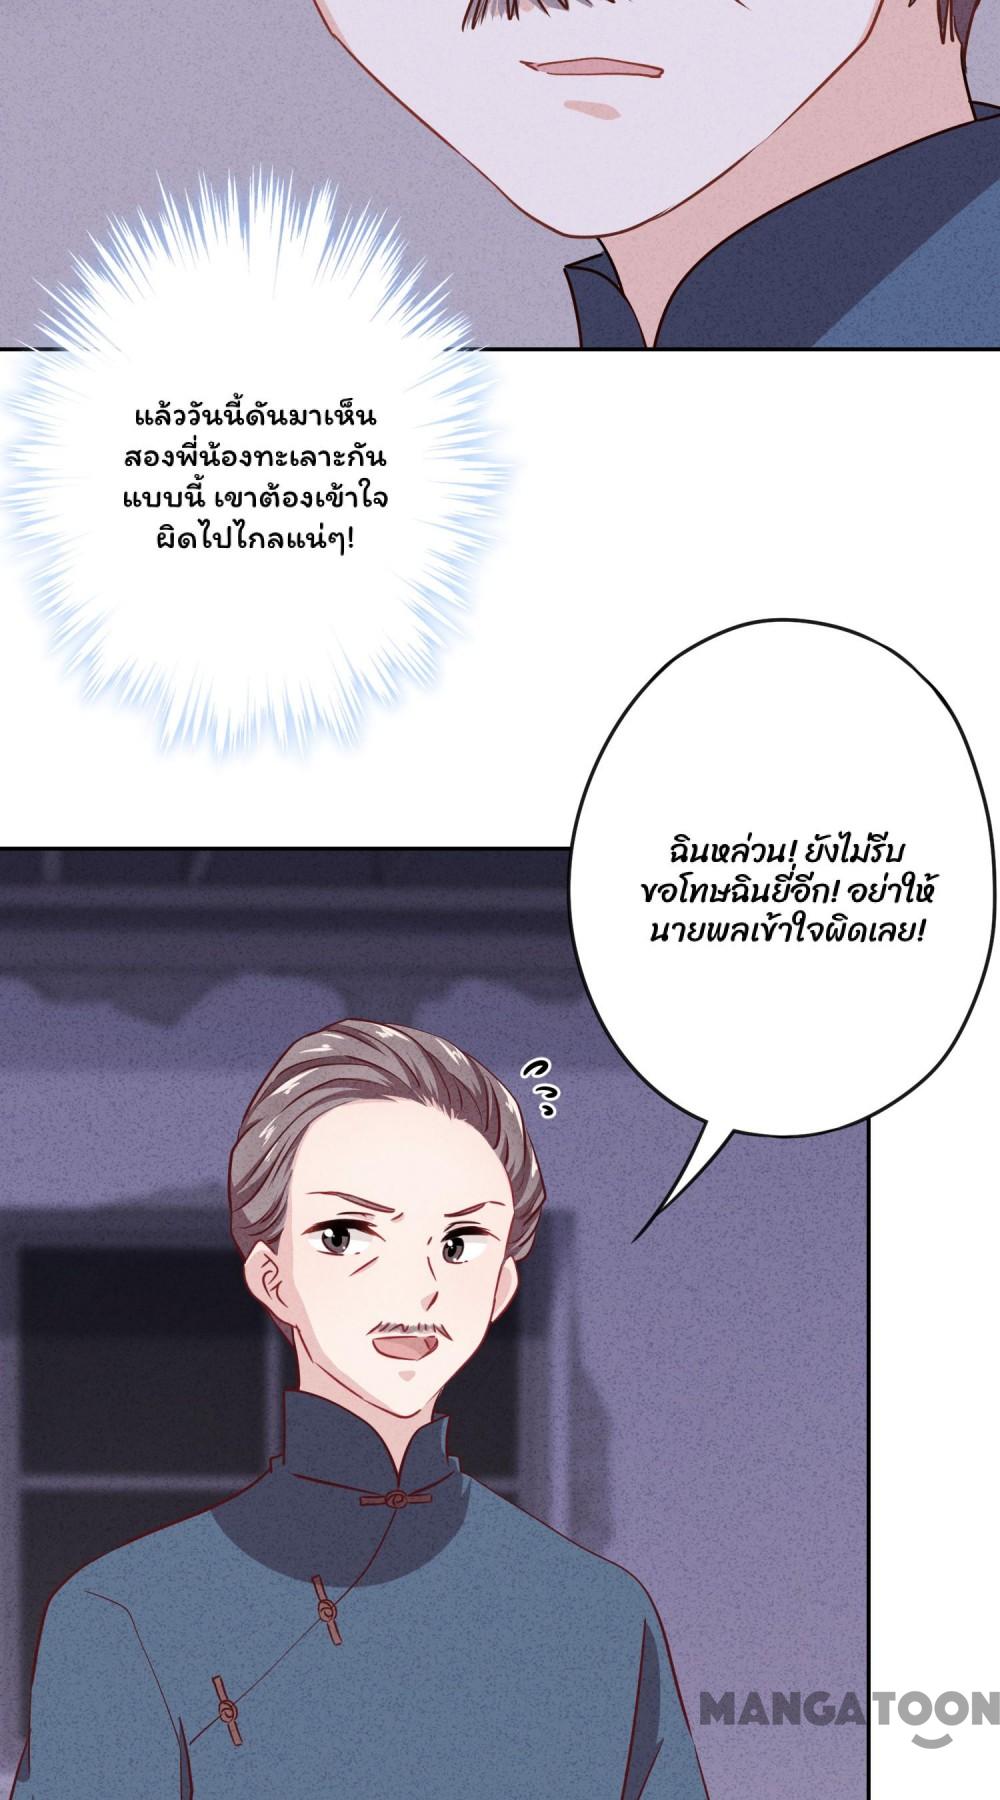 แล้ววันนี้ดันมาเห็น
สองพี่น้องทะเลาะกัน
แบบนี้ เขาต้องเข้าใจ
ผิดไปไกลแน่ๆ!
ฉินหล่วน! ยังไม่รีบ
ขอโทษฉินยี่อีก! อย่าให้
นายพลเข้าใจผิดเลย!
MANGATOON